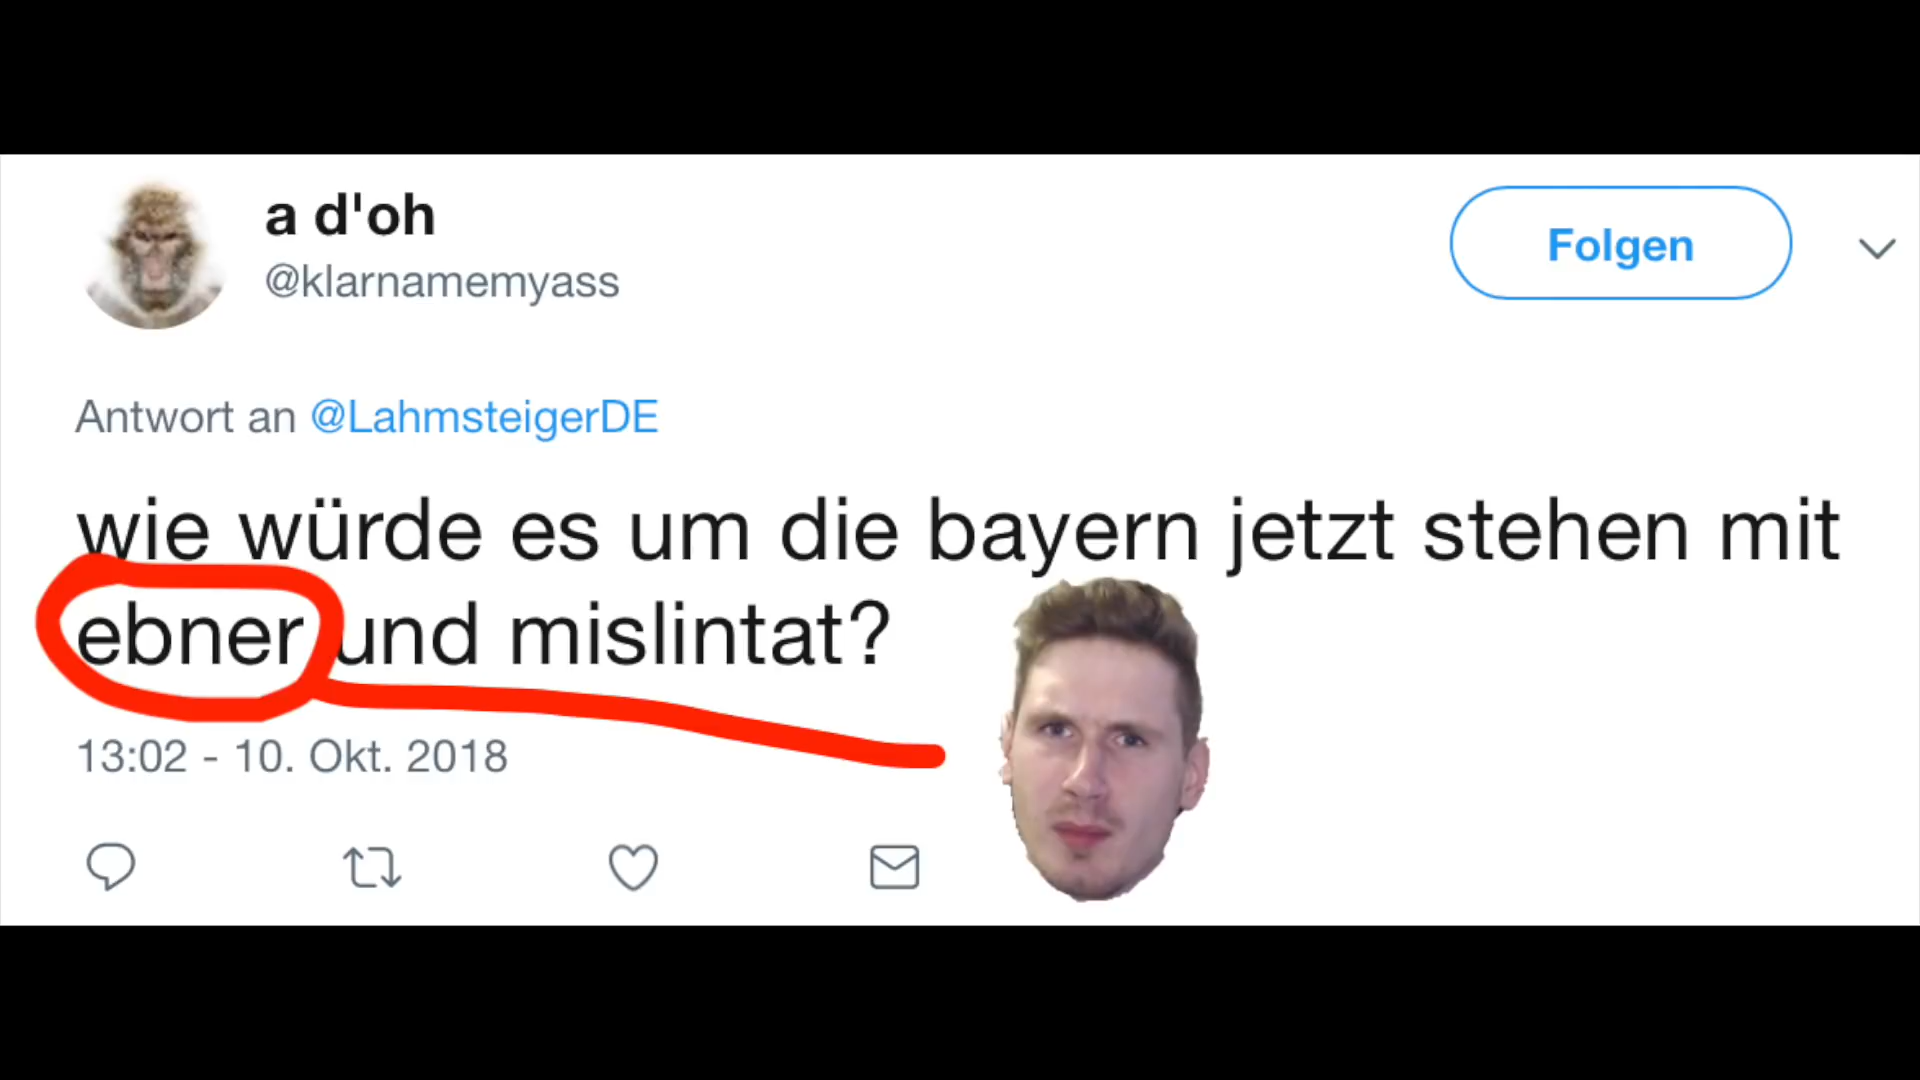 a d'oh
@klarnamemyass
Folgen
Antwort an @LahmsteigerDE
wie würde es um die bayern jetzt stehen mit
ebner und mislintat?
13:02 - 10. Okt. 2018